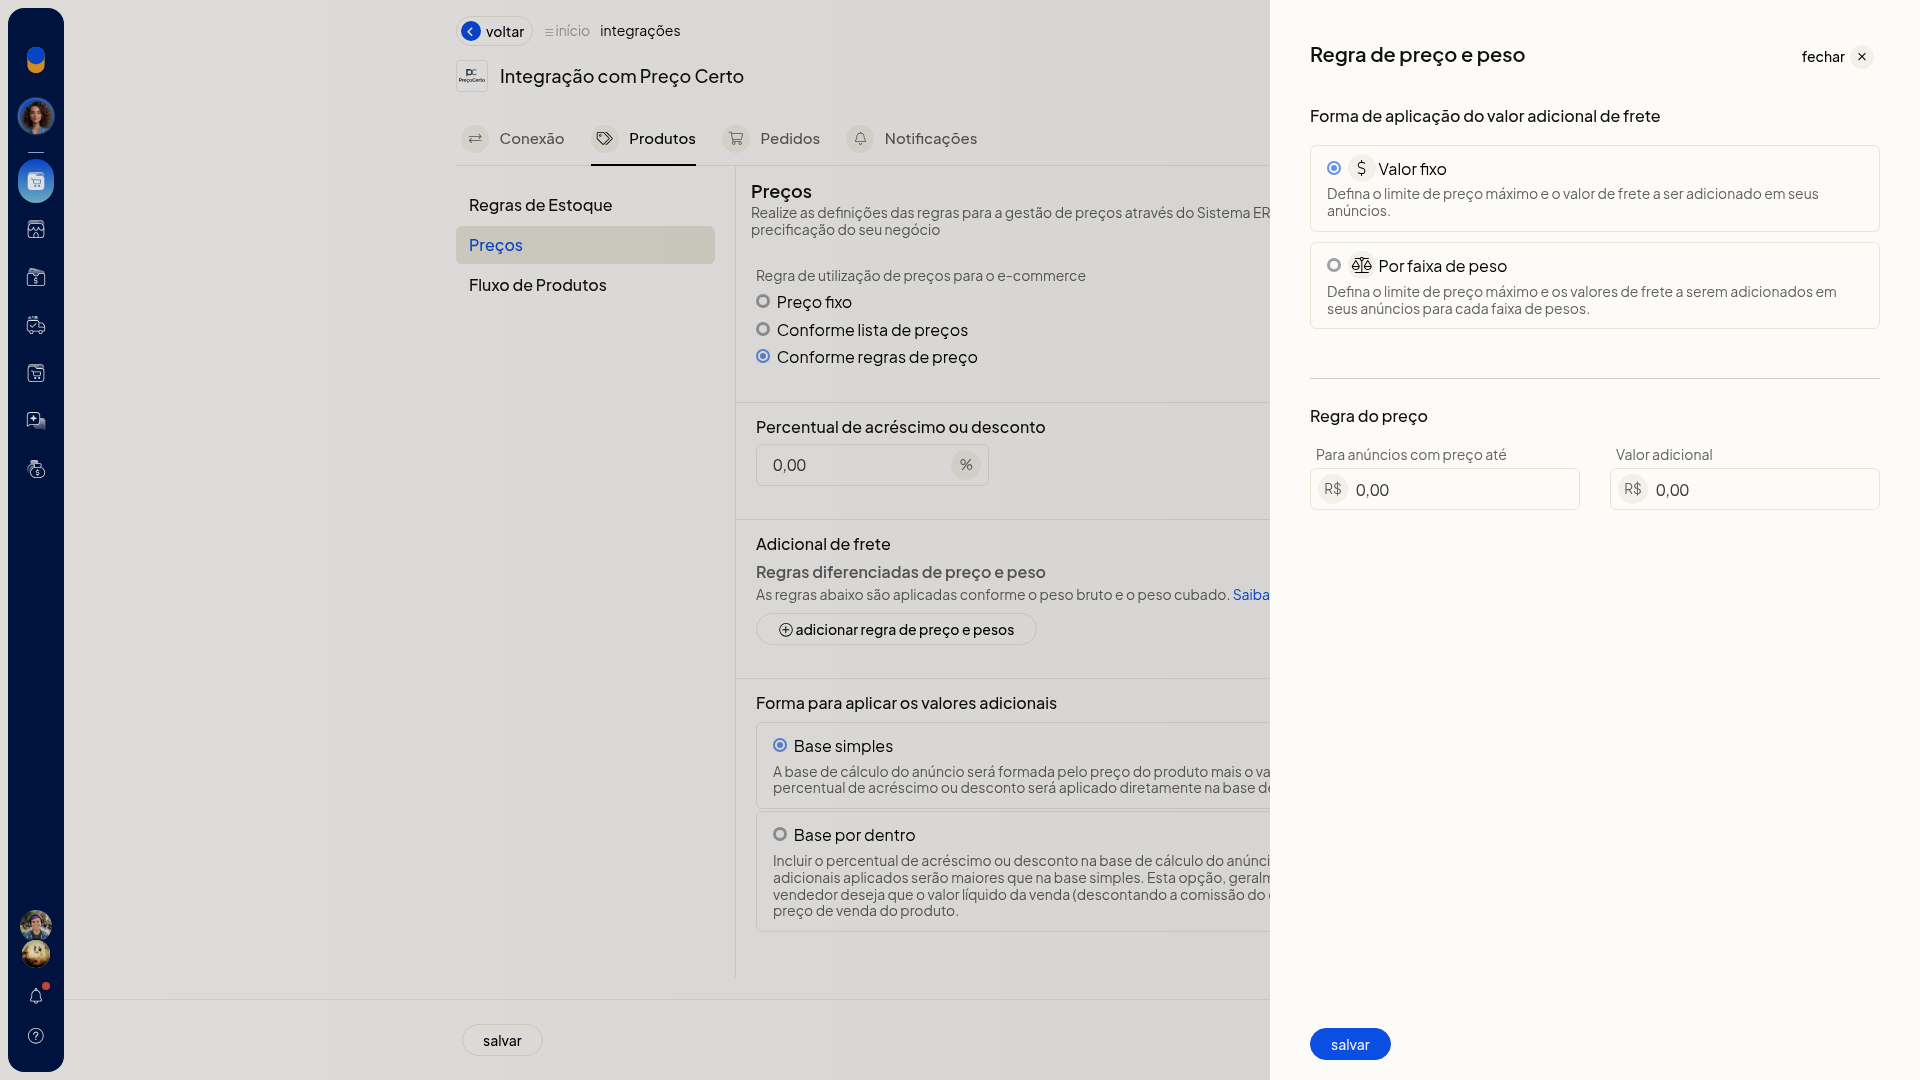 voltar
início
integrações
Integração com Preço Certo
Conexão
Produtos
Pedidos
Notificações
Regras de Estoque
Preços
Fluxo de Produtos
Preços
Realize as definições das regras para a gestão de preços através do Sistema ER
precificação do seu negócio
Regra de utilização de preços para o e-commerce
Preço fixo
Conforme lista de preços
Conforme regras de preço
Percentual de acréscimo ou desconto
0,00 %
Adicional de frete
Regras diferenciadas de preço e peso
As regras abaixo são aplicadas conforme o peso bruto e o peso cubado. Saiba
adicionar regra de preço e pesos
Forma para aplicar os valores adicionais
Base simples
A base de cálculo do anúncio será formada pelo preço do produto mais o va
percentual de acréscimo ou desconto será aplicado diretamente na base de
Base por dentro
Incluir o percentual de acréscimo ou desconto na base de cálculo do anúnci
adicionais aplicados serão maiores que na base simples. Esta opção, geralm
vendedor deseja que o valor líquido da venda (descontando a comissão do
preço de venda do produto.
salvar
Regra de preço e peso
fechar
Forma de aplicação do valor adicional de frete
$ Valor fixo
Defina o limite de preço máximo e o valor de frete a ser adicionado em seus
anúncios.
Por faixa de peso
Defina o limite de preço máximo e os valores de frete a serem adicionados em
seus anúncios para cada faixa de pesos.
Regra do preço
Para anúncios com preço até
R$ 0,00
Valor adicional
R$ 0,00
salvar